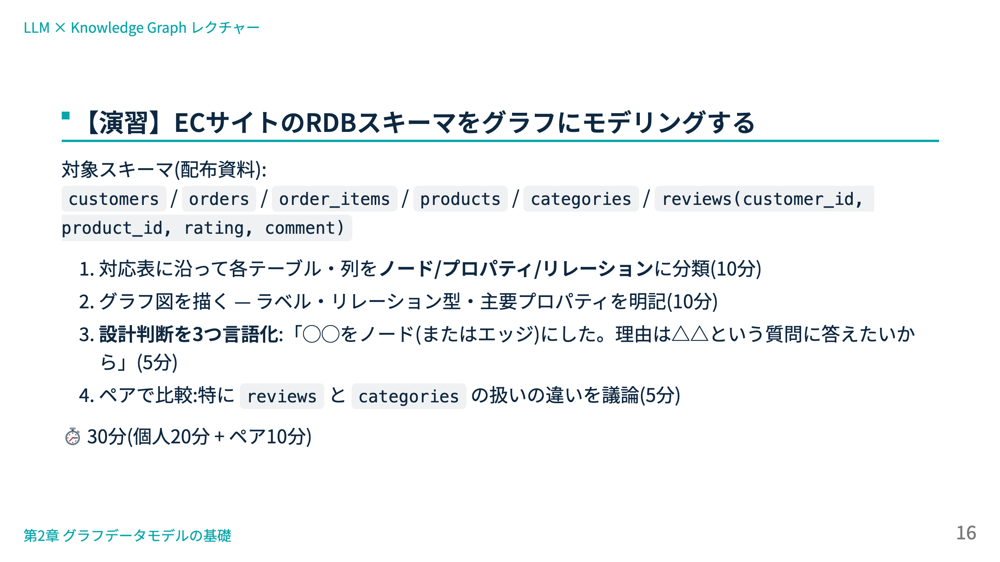 LLM × Knowledge Graph レクチャー
【演習】ECサイトのRDBスキーマをグラフにモデリングする
対象スキーマ(配布資料):
customers / orders / order_items / products / categories / reviews(customer_id,
product_id, rating, comment)
1. 対応表に沿って各テーブル・列をノード/プロパティ/リレーションに分類(10分)
2. グラフ図を描く — ラベル・リレーション型・主要プロパティを明記(10分)
3. 設計判断を3つ言語化:「◯◯をノード(またはエッジ)にした。理由は△△という質問に答えたいか
ら」(5分)
4. ペアで比較:特に reviews と categories の扱いの違いを議論(5分)
⏱ 30分(個人20分 + ペア10分)
第2章 グラフデータモデルの基礎
16